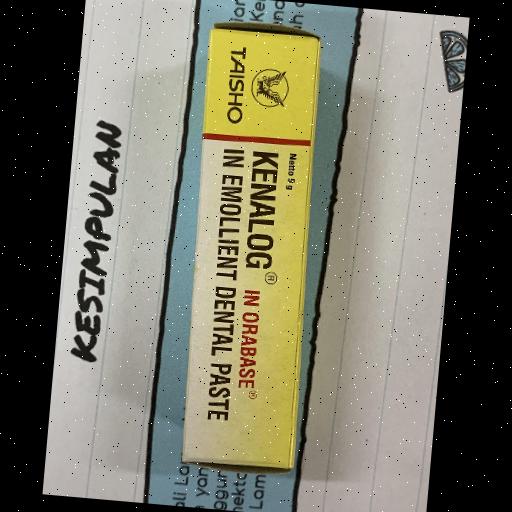 KESIMPULAN
TAISHO
Netto 5 g
KENALOG® IN ORABASE®
IN EMOLLIENT DENTAL PASTE